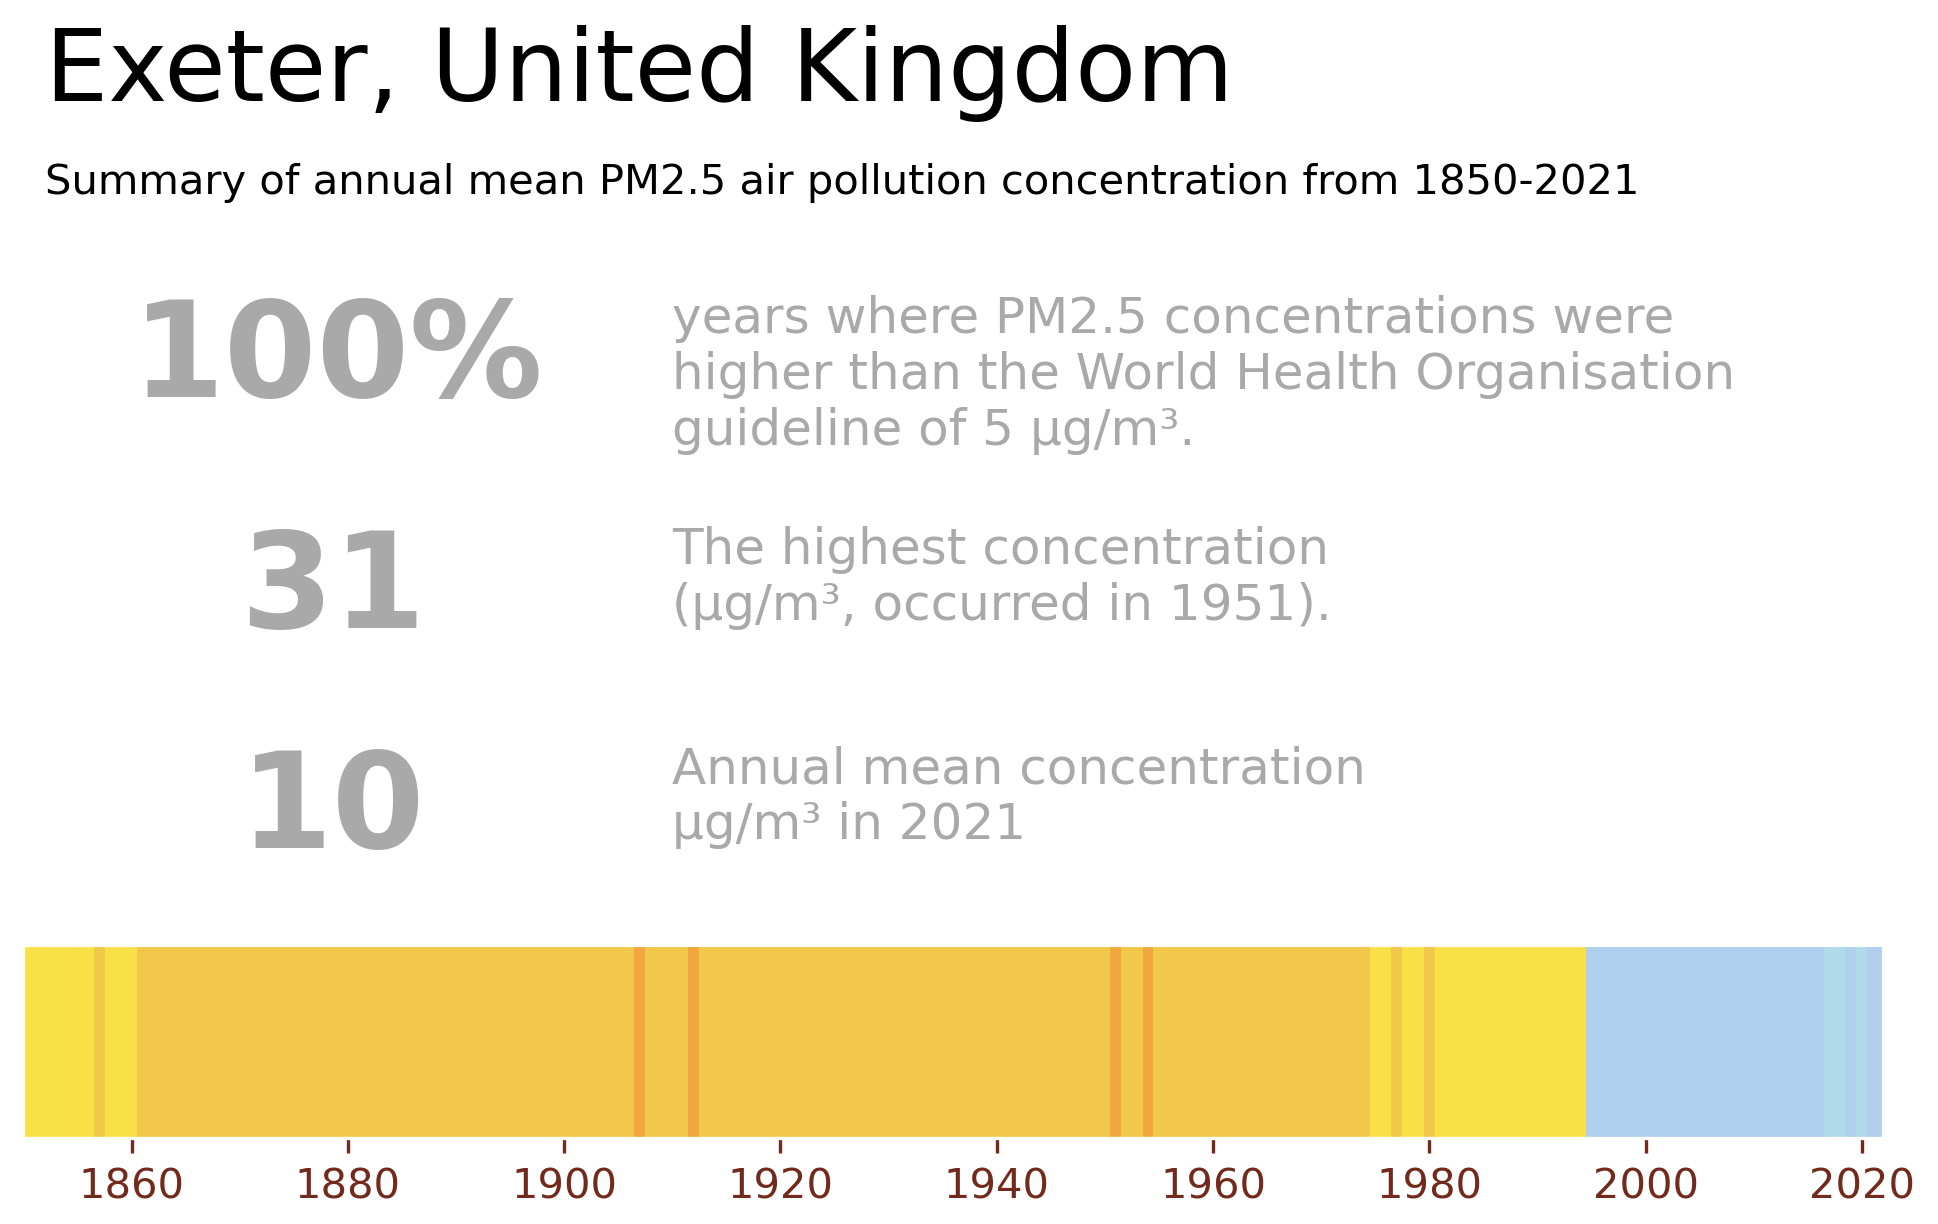 Exeter, United Kingdom
Summary of annual mean PM2.5 air pollution concentration from 1850-2021
100%
years where PM2.5 concentrations were
higher than the World Health Organisation
guideline of 5 µg/m³.
31
The highest concentration
(µg/m³, occurred in 1951).
10
Annual mean concentration
µg/m³ in 2021
1860 1880 1900 1920 1940 1960 1980 2000 2020